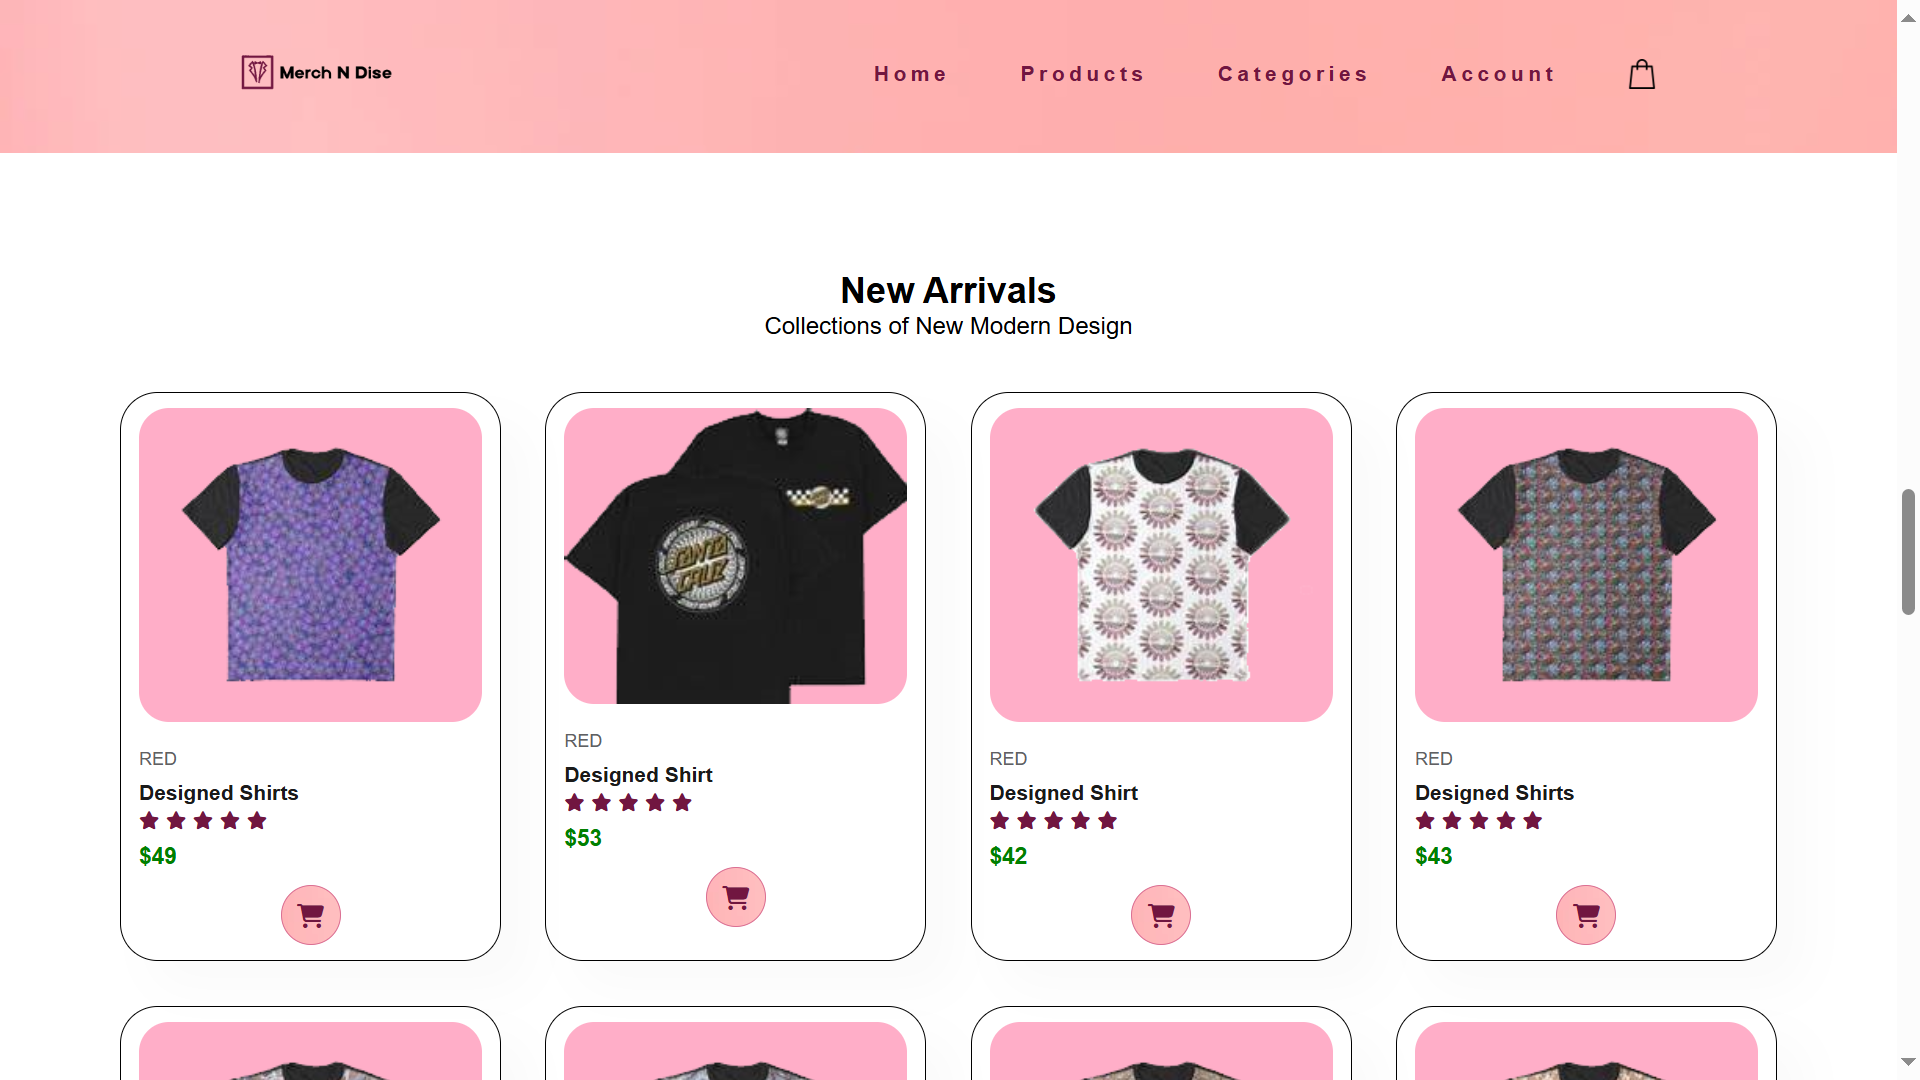 Merch N Dise
Home Products Categories Account
New Arrivals
Collections of New Modern Design
SANTA CRUZ
RED
Designed Shirts
$49
RED
Designed Shirt
$53
RED
Designed Shirt
$42
RED
Designed Shirts
$43